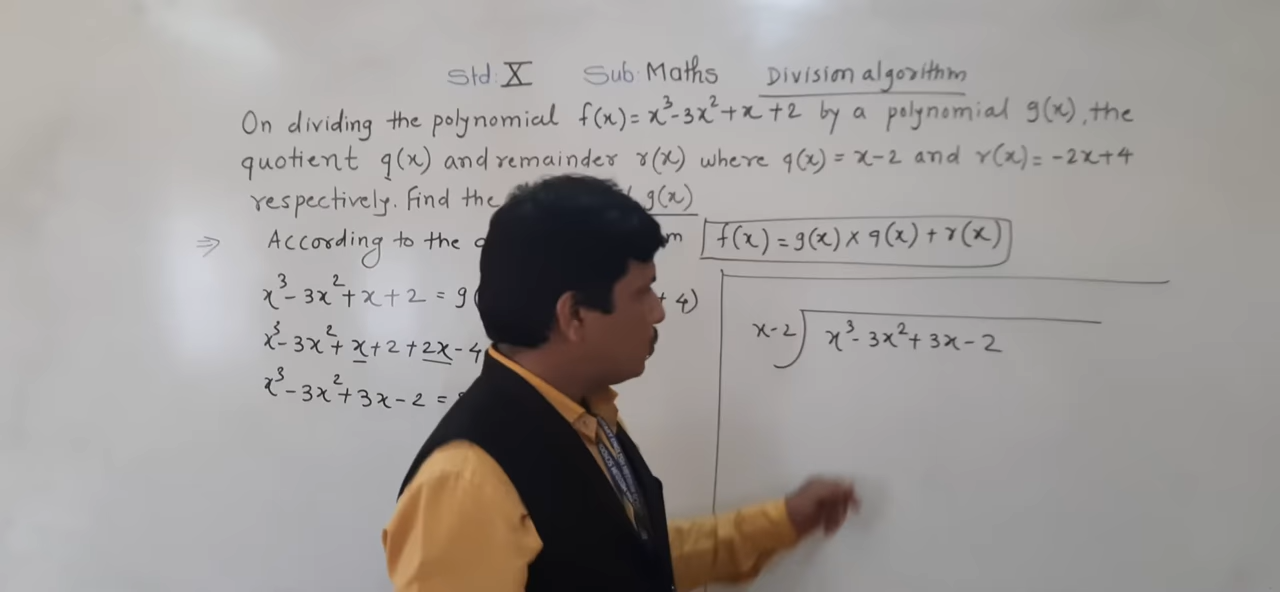 Std: X Sub: Maths Division algorithm
On dividing the polynomial f(x) = x³-3x²+x+2 by a polynomial g(x), the
quotient q(x) and remainder r(x) where q(x) = x-2 and r(x) = -2x+4
respectively. Find the g(x)
⇒ According to the f(x) = g(x) × q(x) + r(x)
x³-3x²+x+2 = g( + 4)
x³-3x²+x+2+2x-4
x³-3x²+3x-2 =
x-2 x³-3x²+3x-2